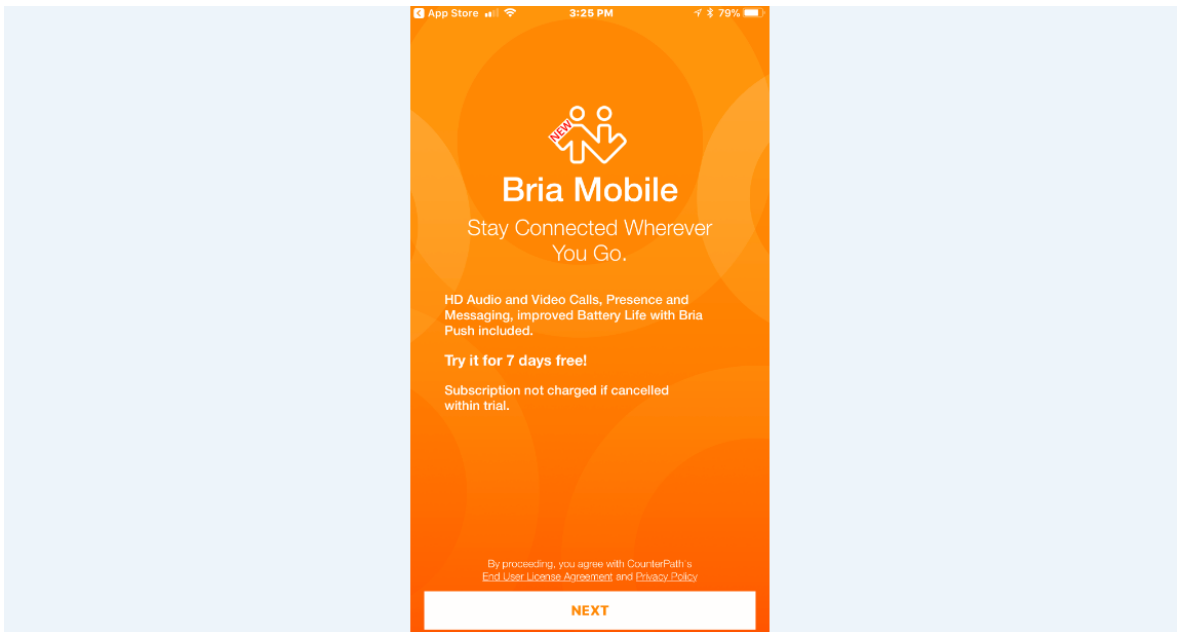 App Store
3:25 PM
79%
NEW
Bria Mobile
Stay Connected Wherever
You Go.
HD Audio and Video Calls, Presence and
Messaging, improved Battery Life with Bria
Push included.
Try it for 7 days free!
Subscription not charged if cancelled
within trial.
By proceeding, you agree with CounterPath's
End User License Agreement and Privacy Policy
NEXT